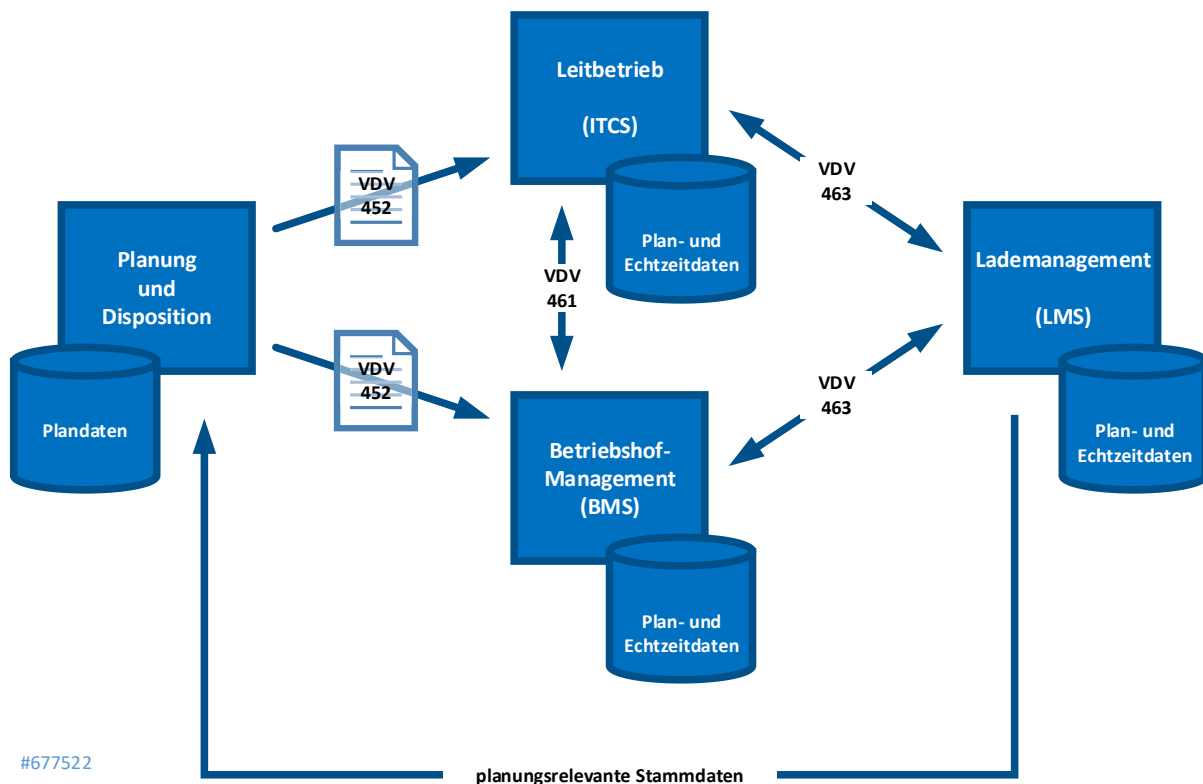 Leitbetrieb
(ITCS)
Plan- und
Echtzeitdaten
VDV
452
VDV
463
Planung
und
Disposition
Plandaten
VDV
461
Lademanagement
(LMS)
Plan- und
Echtzeitdaten
VDV
452
VDV
463
Betriebshof-
Management
(BMS)
Plan- und
Echtzeitdaten
#677522
planungsrelevante Stammdaten